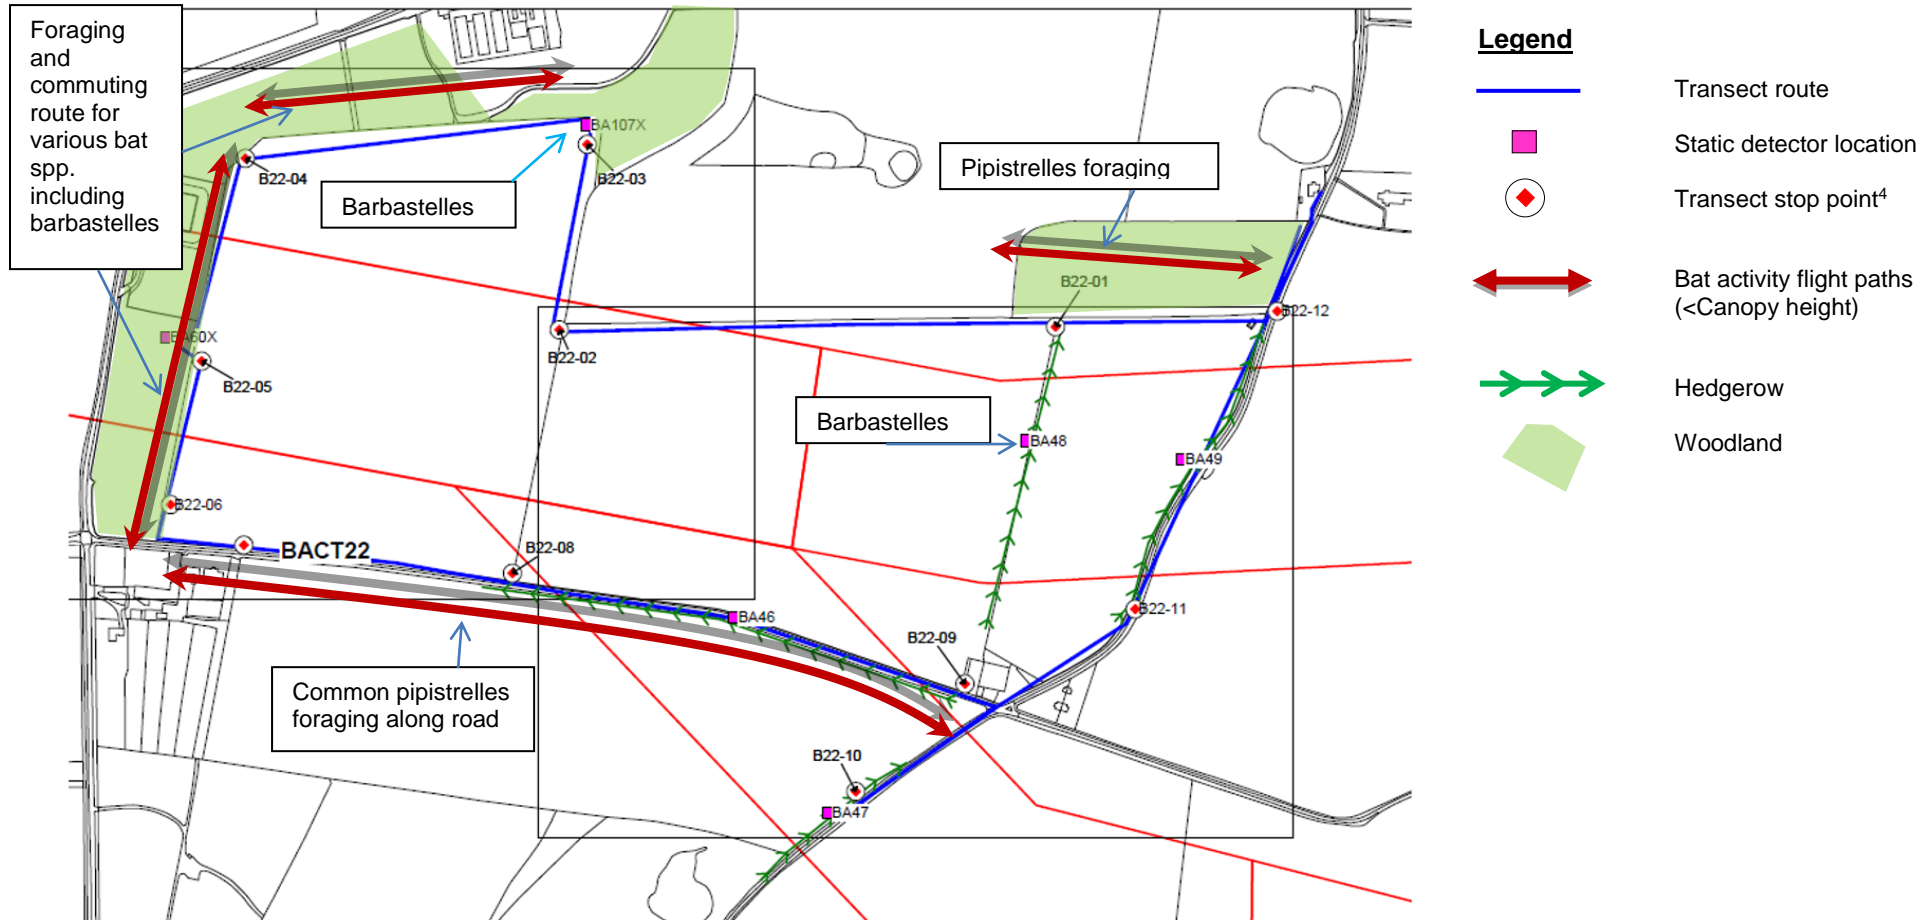 Foraging
and
commuting
route for
various bat
spp.
including
barbastelles
BA107X
B22-04
B22-03
Barbastelles
Pipistrelles foraging
B22-01
B22-12
B22-02
BA60X
B22-05
Barbastelles
BA48
BA49
B22-06
BACT22
B22-08
B22-11
BA46
B22-09
Common pipistrelles
foraging along road
B22-10
BA47
Legend
Transect route
Static detector location
Transect stop point4
Bat activity flight paths
(<Canopy height)
Hedgerow
Woodland